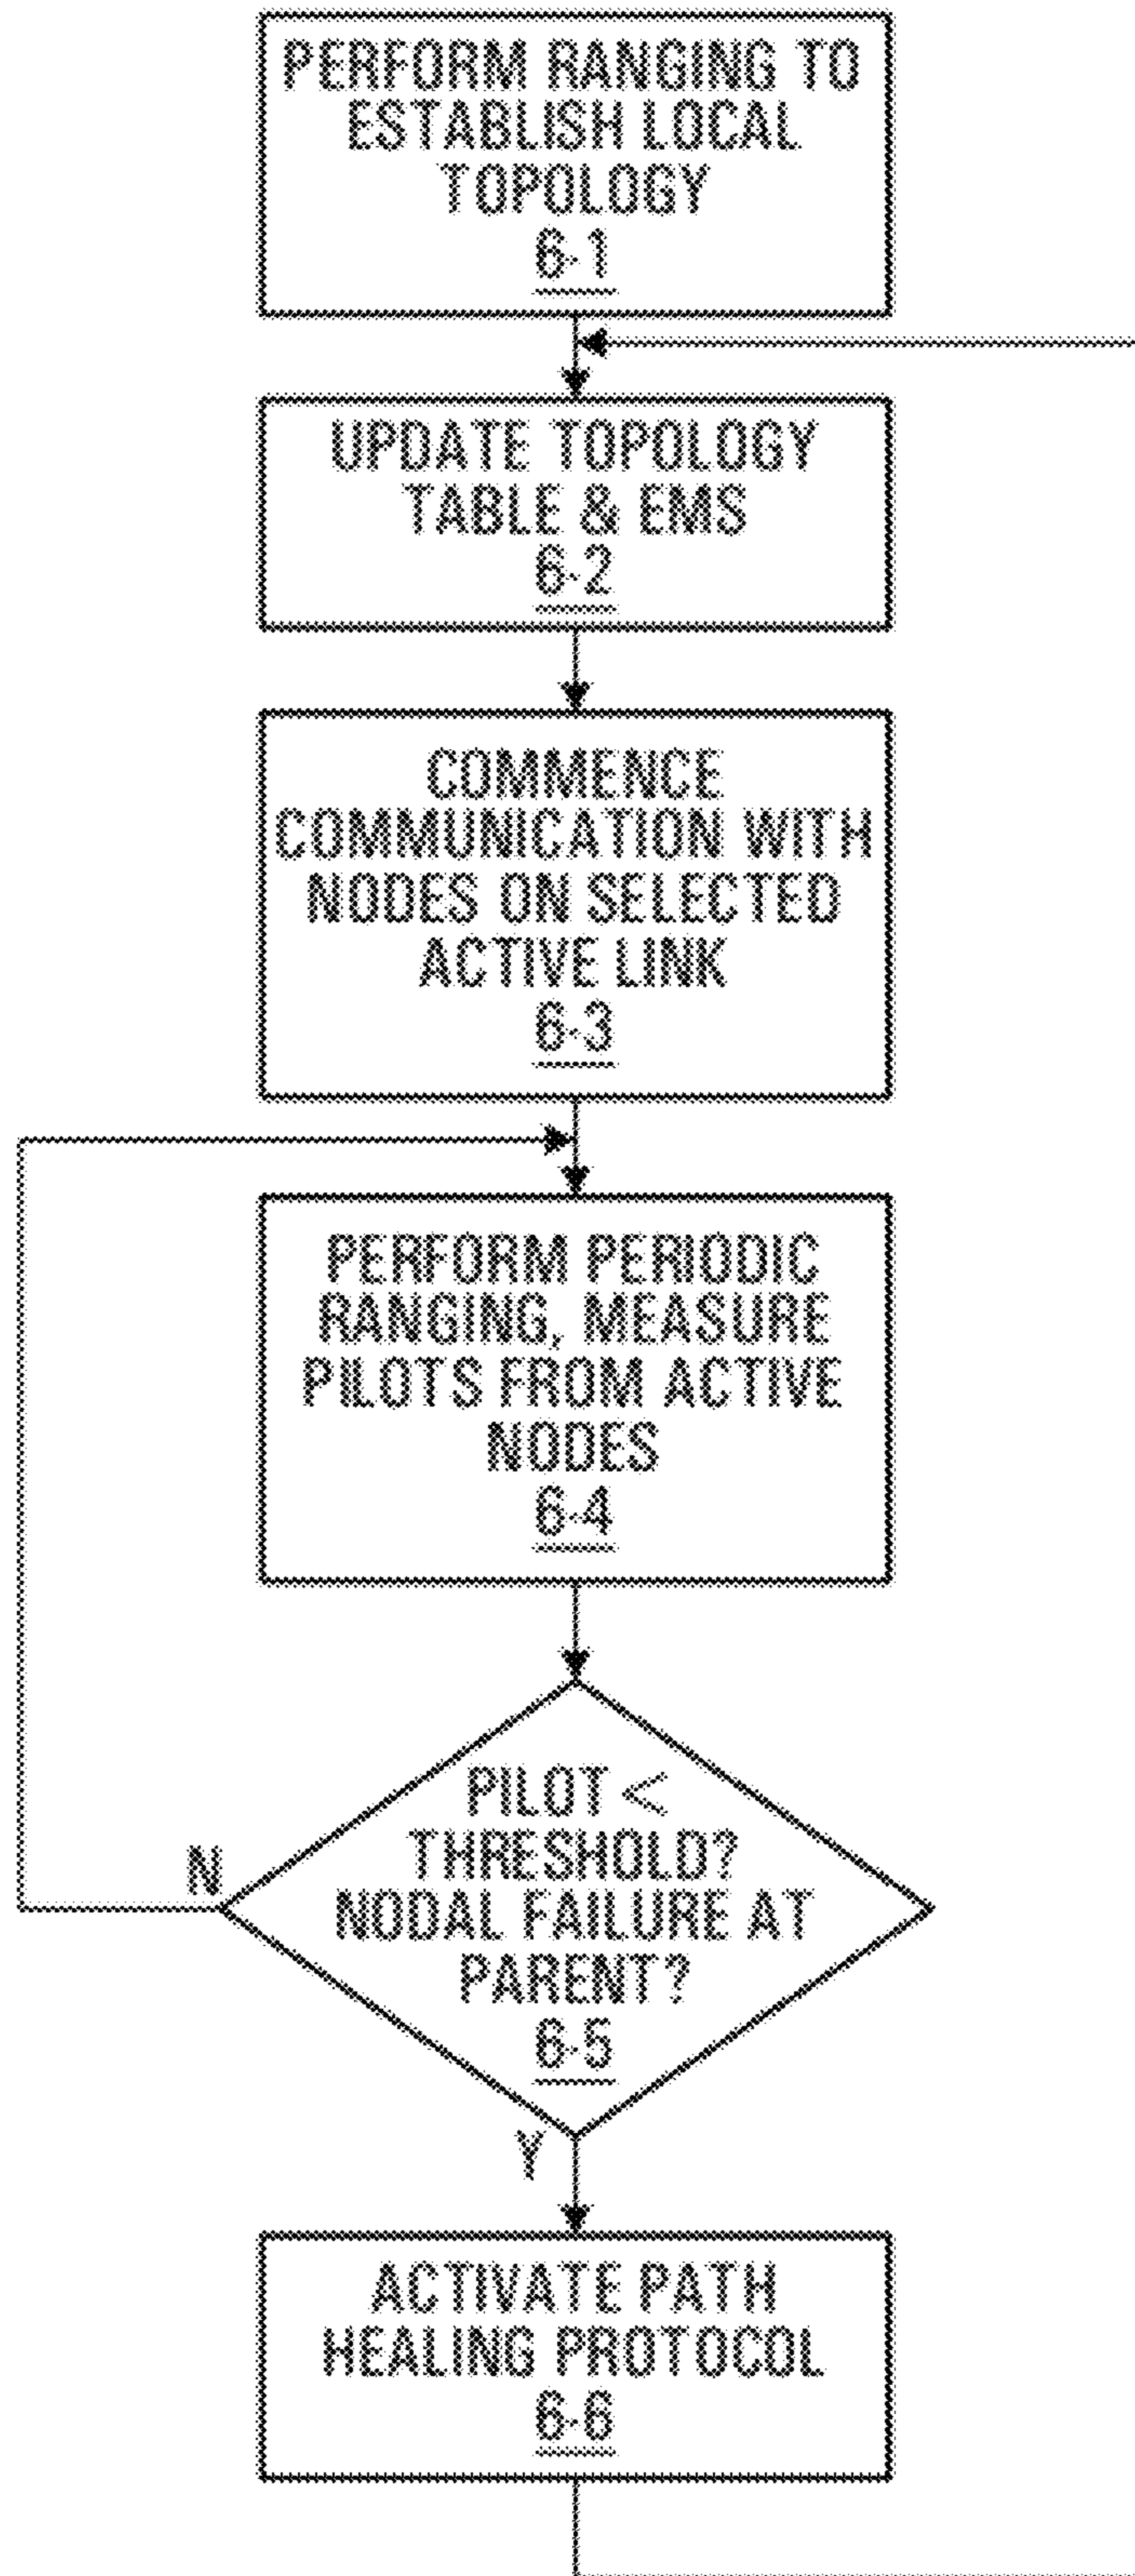 PERFORM RANGING TO
ESTABLISH LOCAL
TOPOLOGY
6-1
UPDATE TOPOLOGY
TABLE & EMS
6-2
COMMENCE
COMMUNICATION WITH
NODES ON SELECTED
ACTIVE LINK
6-3
PERFORM PERIODIC
RANGING, MEASURE
PILOTS FROM ACTIVE
NODES
6-4
PILOT <
THRESHOLD?
NODAL FAILURE AT
PARENT?
6-5
N
Y
ACTIVATE PATH
HEALING PROTOCOL
6-6